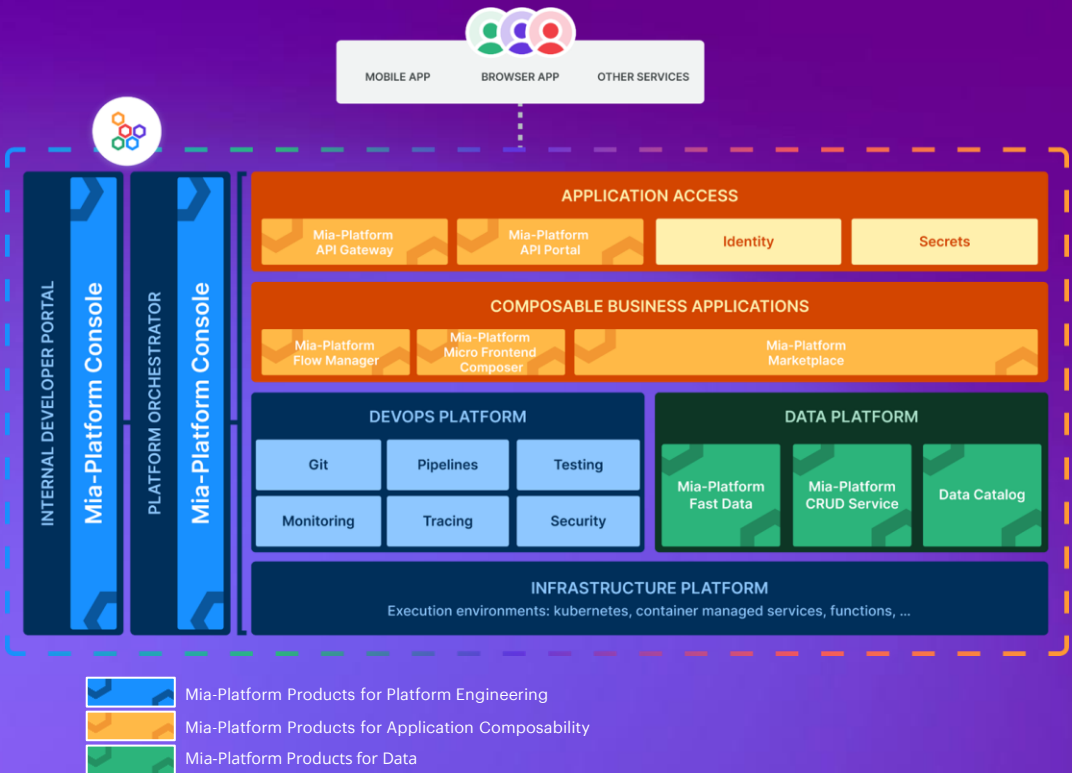 MOBILE APP
BROWSER APP
OTHER SERVICES
INTERNAL DEVELOPER PORTAL
Mia-Platform Console
PLATFORM ORCHESTRATOR
Mia-Platform Console
APPLICATION ACCESS
Mia-Platform
API Gateway
Mia-Platform
API Portal
Identity
Secrets
COMPOSABLE BUSINESS APPLICATIONS
Mia-Platform
Flow Manager
Mia-Platform
Micro Frontend
Composer
Mia-Platform
Marketplace
DEVOPS PLATFORM
Git
Pipelines
Testing
Monitoring
Tracing
Security
DATA PLATFORM
Mia-Platform
Fast Data
Mia-Platform
CRUD Service
Data Catalog
INFRASTRUCTURE PLATFORM
Execution environments: kubernetes, container managed services, functions, ...
Mia-Platform Products for Platform Engineering
Mia-Platform Products for Application Composability
Mia-Platform Products for Data